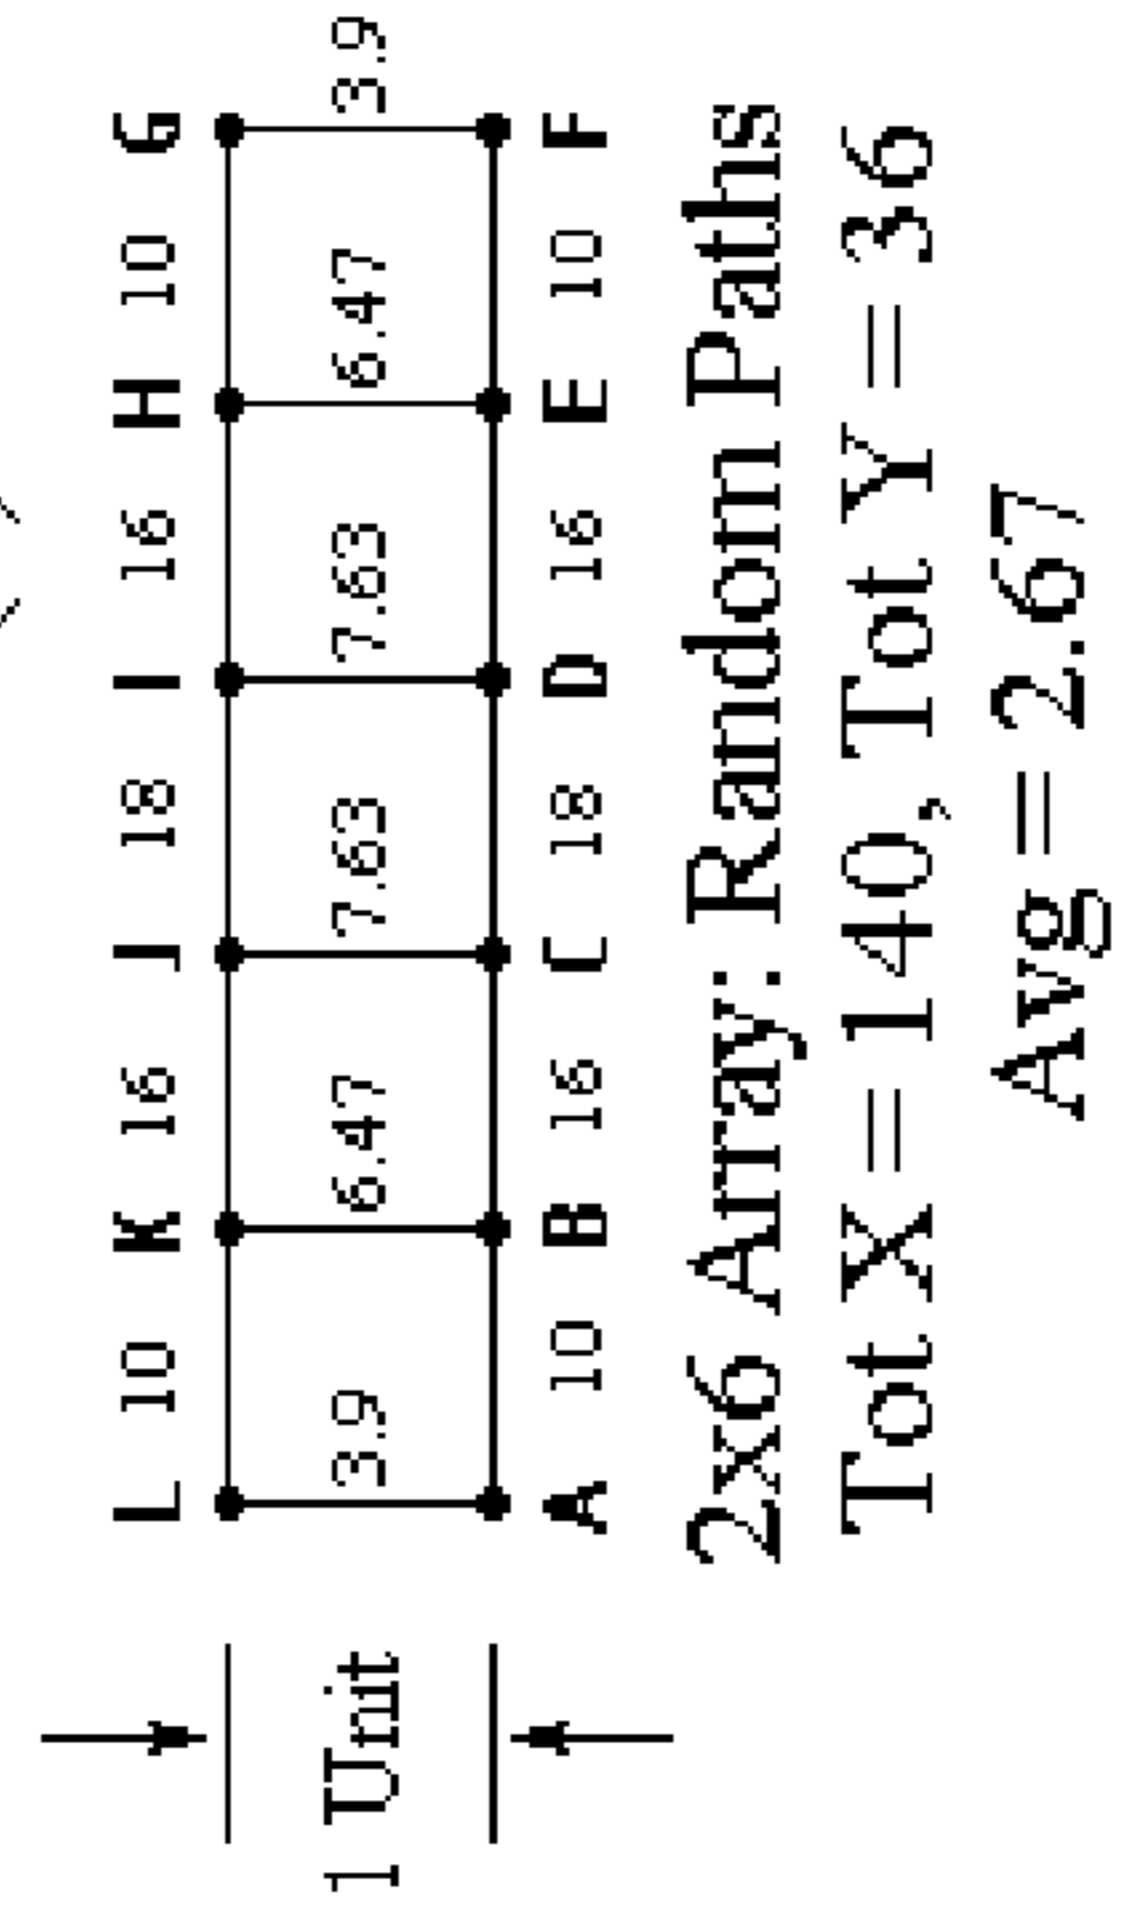 L 10 K 16 J 18 I 16 H 10 G
3.9 6.47 7.63 7.63 6.47 3.9
1 Unit
A 10 B 16 C 18 D 16 E 10 F
2x6 Array: Random Paths
Tot X = 140, Tot Y = 36
Avg = 2.67